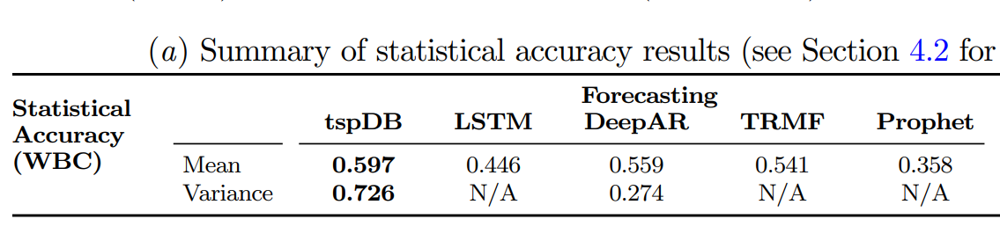 (a) Summary of statistical accuracy results (see Section 4.2 for
Statistical Accuracy (WBC)
Forecasting
tspDB LSTM DeepAR TRMF Prophet
Mean 0.597 0.446 0.559 0.541 0.358
Variance 0.726 N/A 0.274 N/A N/A